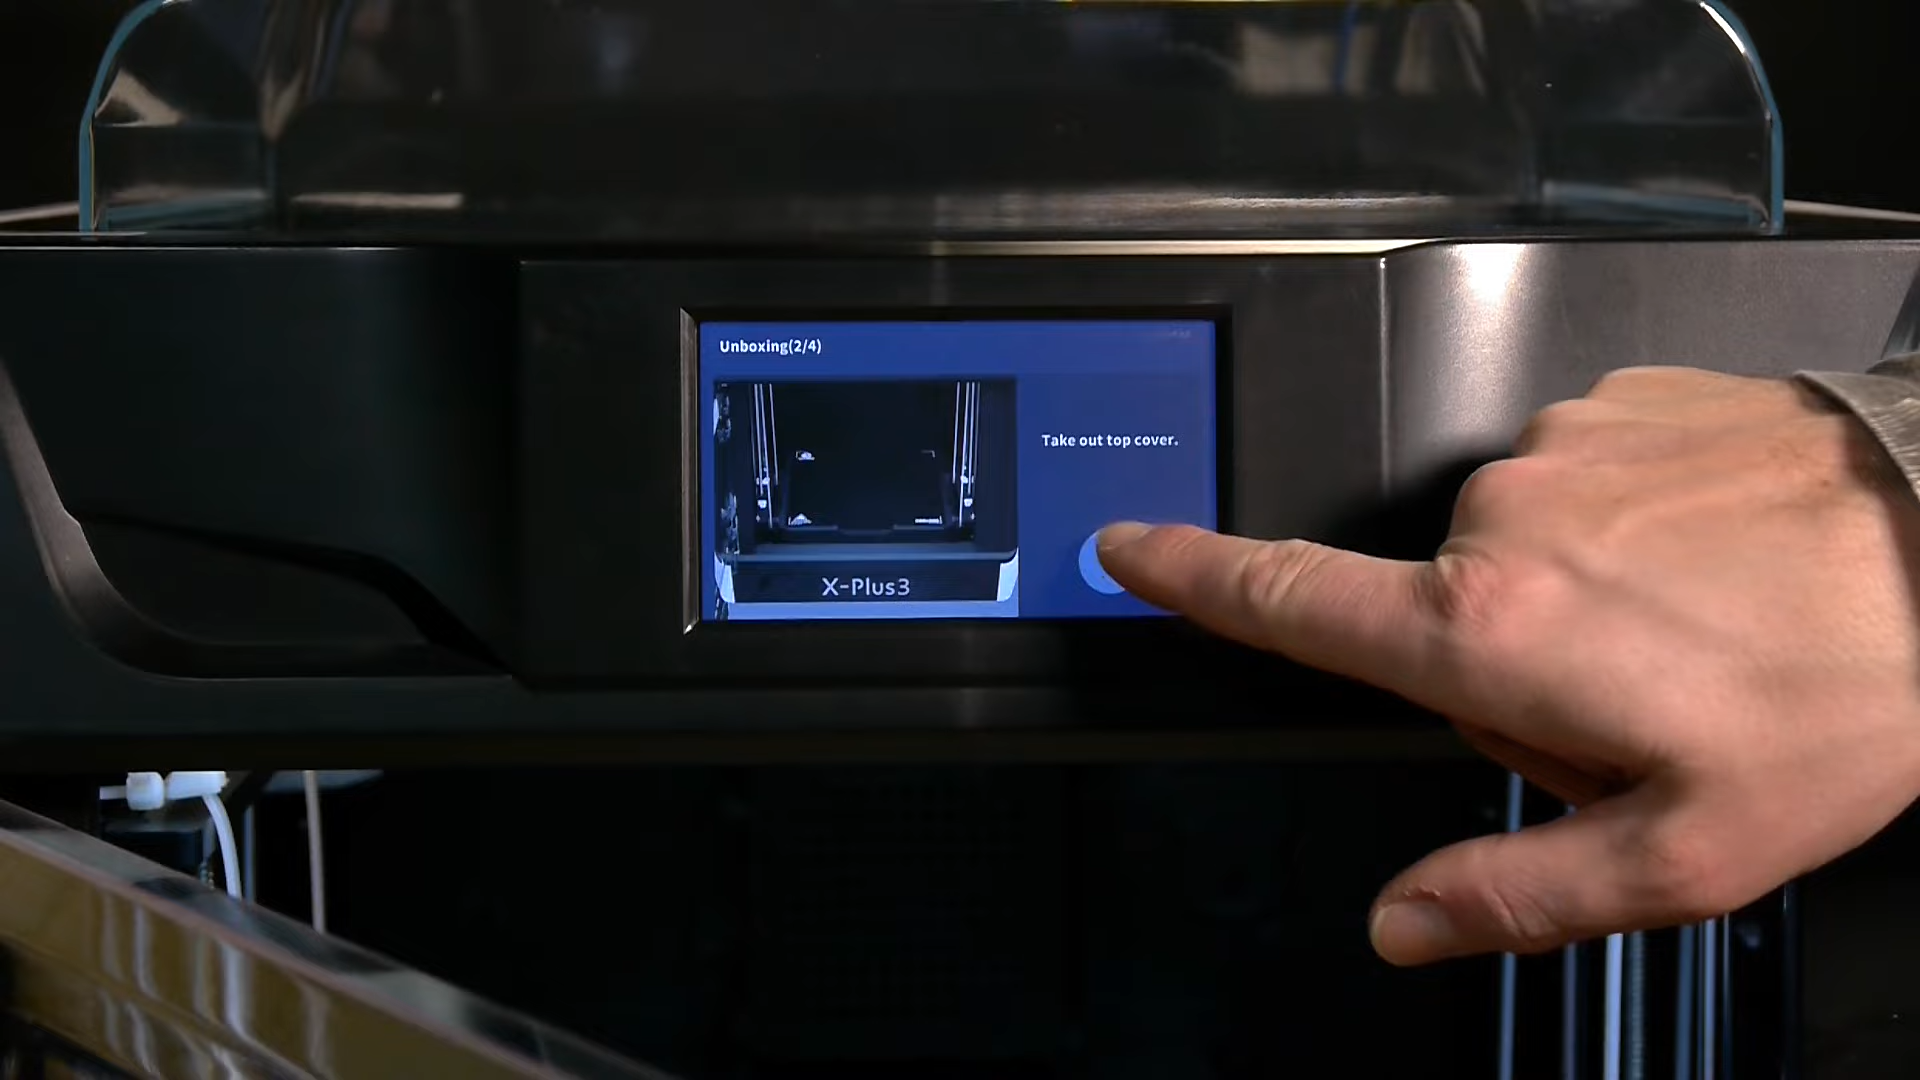 Unboxing(2/4)
Take out top cover.
X-Plus3